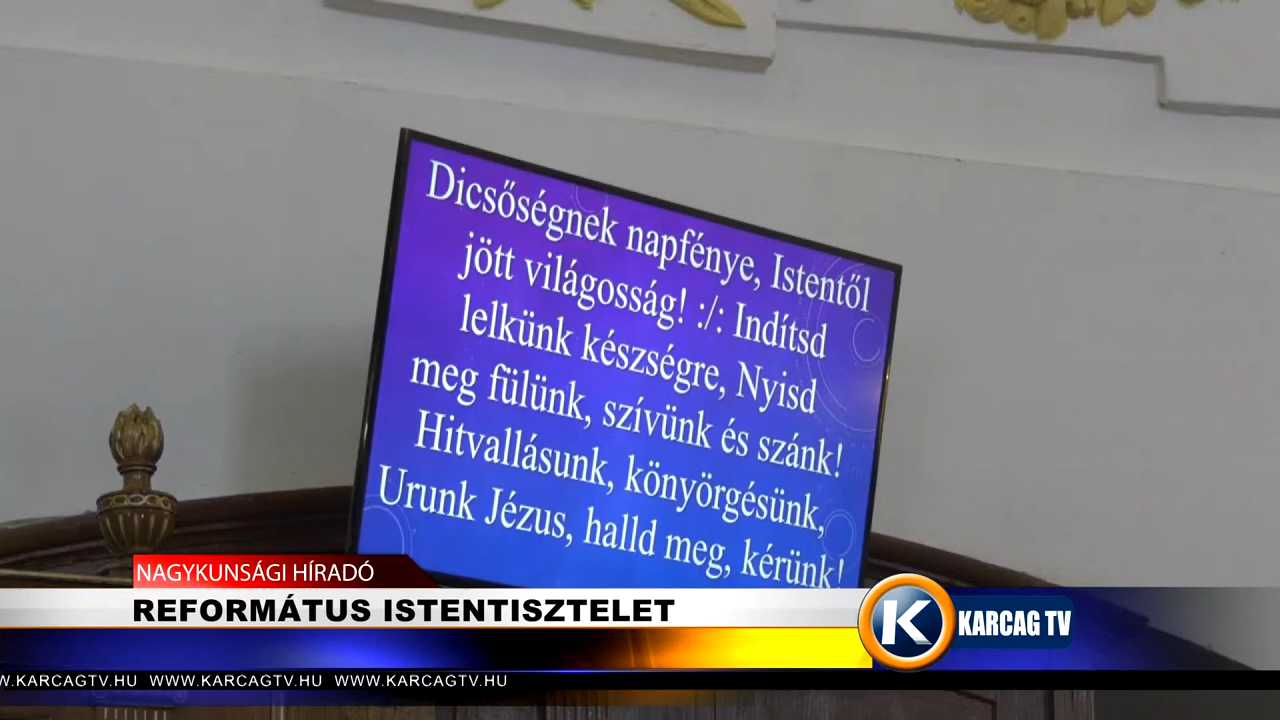 Dicsőségnek napfénye, Istentől
jött világosság! :/: Indítsd
lelkünk készségre, Nyisd
meg fülünk, szívünk és szánk!
Hitvallásunk, könyörgésünk,
Urunk Jézus, halld meg, kérünk!
NAGYKUNSÁGI HÍRADÓ
REFORMÁTUS ISTENTISZTELET
K KARCAG TV
W.KARCAGTV.HU WWW.KARCAGTV.HU WWW.KARCAGTV.HU